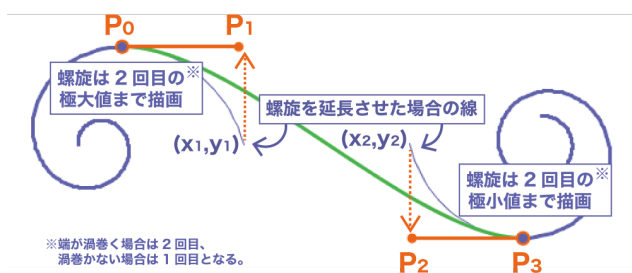 P0
P1
螺旋は２回目の※
極大値まで描画
螺旋を延長させた場合の線
(x1,y1)
(x2,y2)
螺旋は２回目の※
極小値まで描画
※端が渦巻く場合は２回目、
渦巻かない場合は１回目となる。
P2
P3